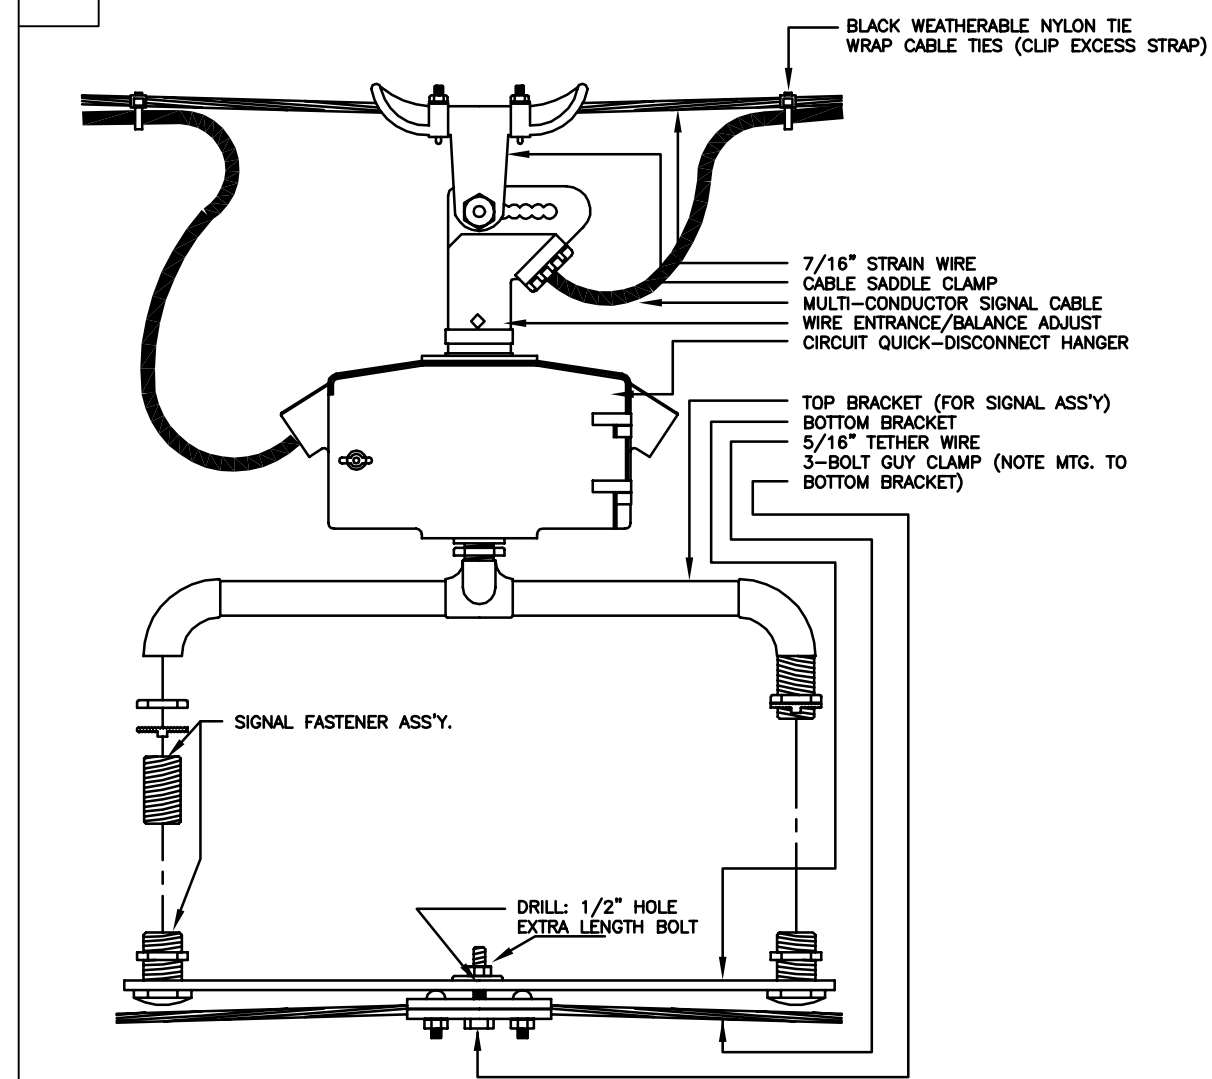 BLACK WEATHERABLE NYLON TIE
WRAP CABLE TIES (CLIP EXCESS STRAP)
7/16" STRAIN WIRE
CABLE SADDLE CLAMP
MULTI-CONDUCTOR SIGNAL CABLE
WIRE ENTRANCE/BALANCE ADJUST
CIRCUIT QUICK-DISCONNECT HANGER
TOP BRACKET (FOR SIGNAL ASS'Y)
BOTTOM BRACKET
5/16" TETHER WIRE
3-BOLT GUY CLAMP (NOTE MTG. TO
BOTTOM BRACKET)
SIGNAL FASTENER ASS'Y.
DRILL: 1/2" HOLE
EXTRA LENGTH BOLT